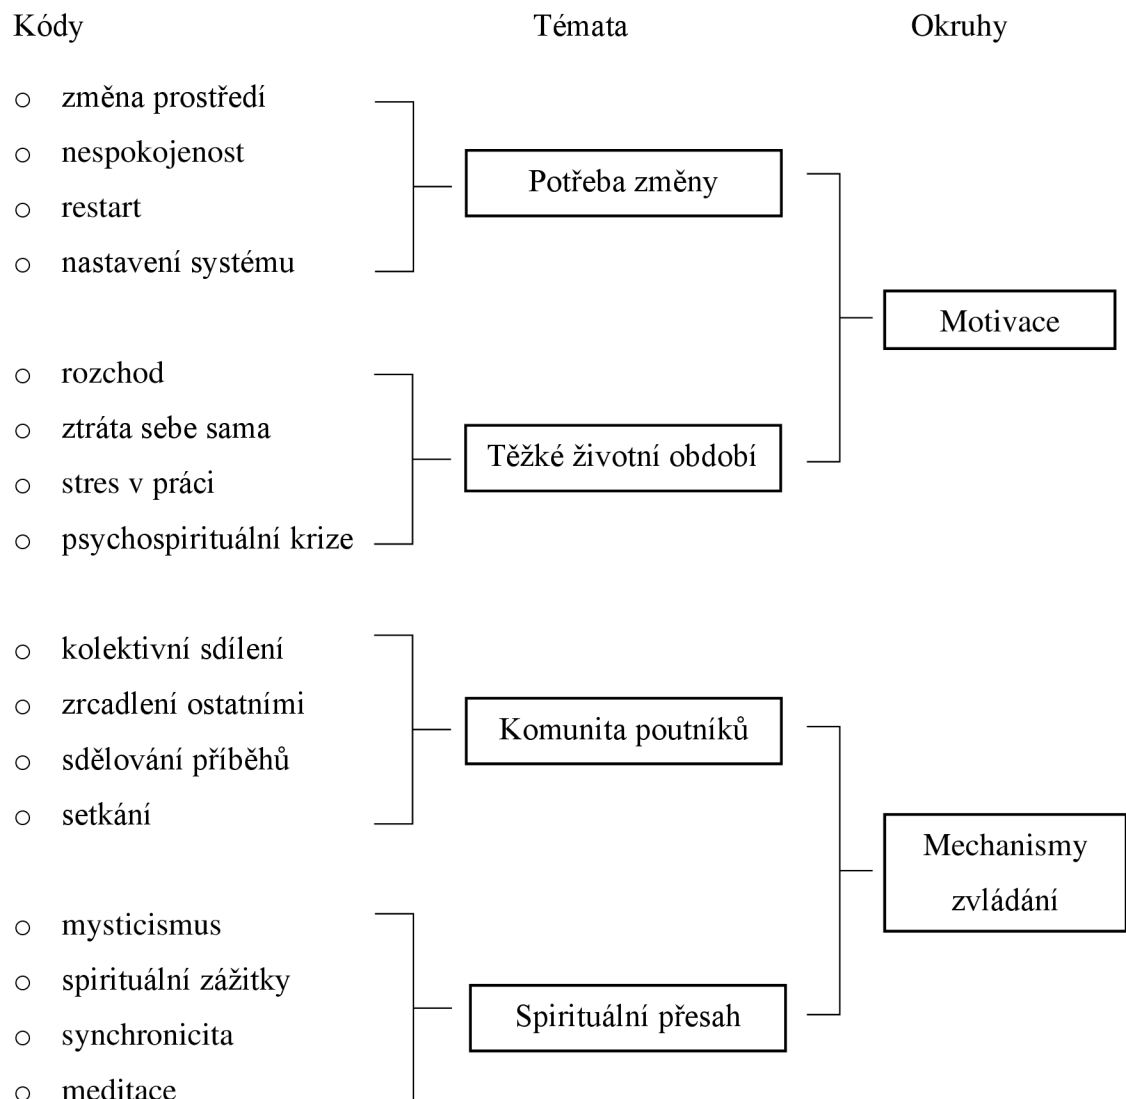 Kódy Témata Okruhy
o změna prostředí
o nespokojenost
o restart
o nastavení systému
Potřeba změny
o rozchod
o ztráta sebe sama
o stres v práci
o psychospirituální krize
Těžké životní období
Motivace
o kolektivní sdílení
o zrcadlení ostatními
o sdělování příběhů
o setkání
Komunita poutníků
o mysticismus
o spirituální zážitky
o synchronicita
o meditace
Spirituální přesah
Mechanismy
zvládání